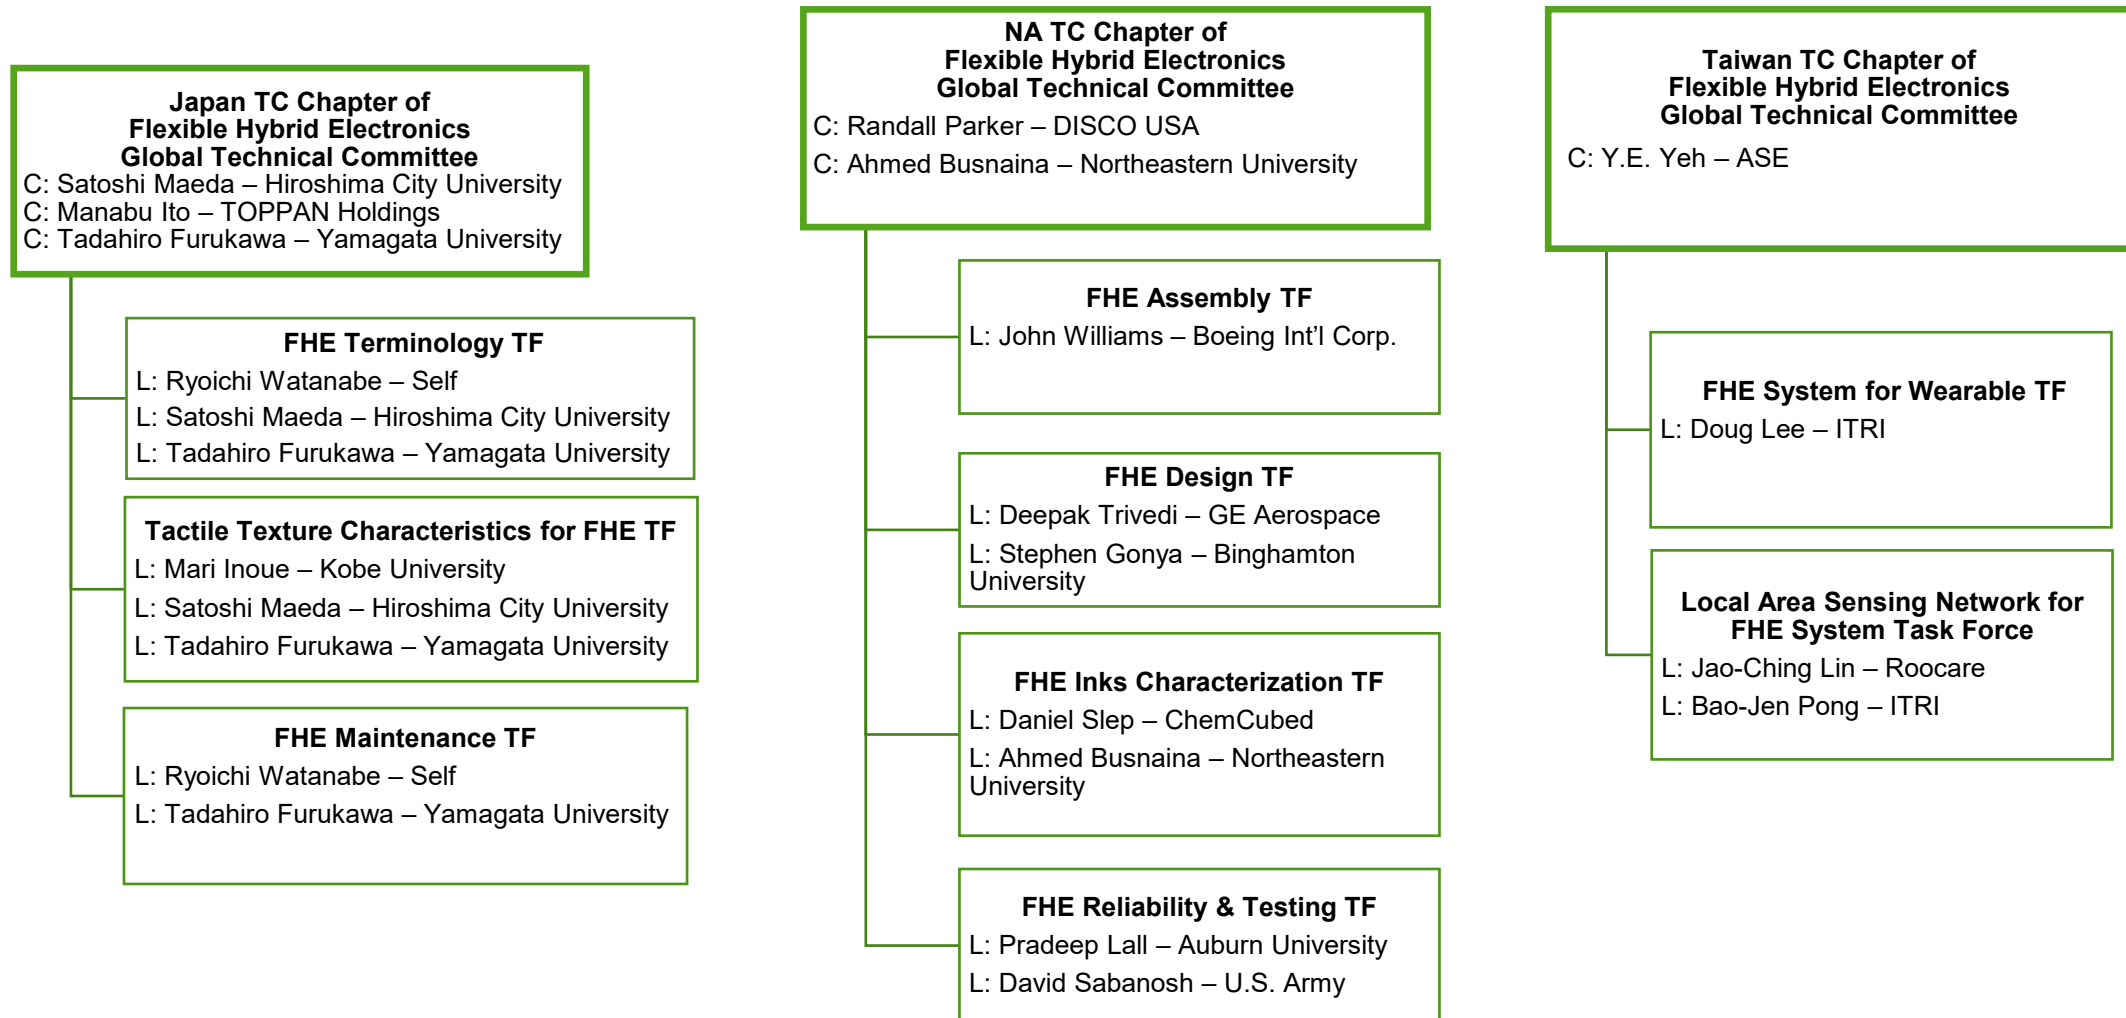 Japan TC Chapter of
Flexible Hybrid Electronics
Global Technical Committee
C: Satoshi Maeda – Hiroshima City University
C: Manabu Ito – TOPPAN Holdings
C: Tadahiro Furukawa – Yamagata University
FHE Terminology TF
L: Ryoichi Watanabe – Self
L: Satoshi Maeda – Hiroshima City University
L: Tadahiro Furukawa – Yamagata University
Tactile Texture Characteristics for FHE TF
L: Mari Inoue – Kobe University
L: Satoshi Maeda – Hiroshima City University
L: Tadahiro Furukawa – Yamagata University
FHE Maintenance TF
L: Ryoichi Watanabe – Self
L: Tadahiro Furukawa – Yamagata University
NA TC Chapter of
Flexible Hybrid Electronics
Global Technical Committee
C: Randall Parker – DISCO USA
C: Ahmed Busnaina – Northeastern University
FHE Assembly TF
L: John Williams – Boeing Int’l Corp.
FHE Design TF
L: Deepak Trivedi – GE Aerospace
L: Stephen Gonya – Binghamton
University
FHE Inks Characterization TF
L: Daniel Slep – ChemCubed
L: Ahmed Busnaina – Northeastern
University
FHE Reliability & Testing TF
L: Pradeep Lall – Auburn University
L: David Sabanosh – U.S. Army
Taiwan TC Chapter of
Flexible Hybrid Electronics
Global Technical Committee
C: Y.E. Yeh – ASE
FHE System for Wearable TF
L: Doug Lee – ITRI
Local Area Sensing Network for
FHE System Task Force
L: Jao-Ching Lin – Roocare
L: Bao-Jen Pong – ITRI